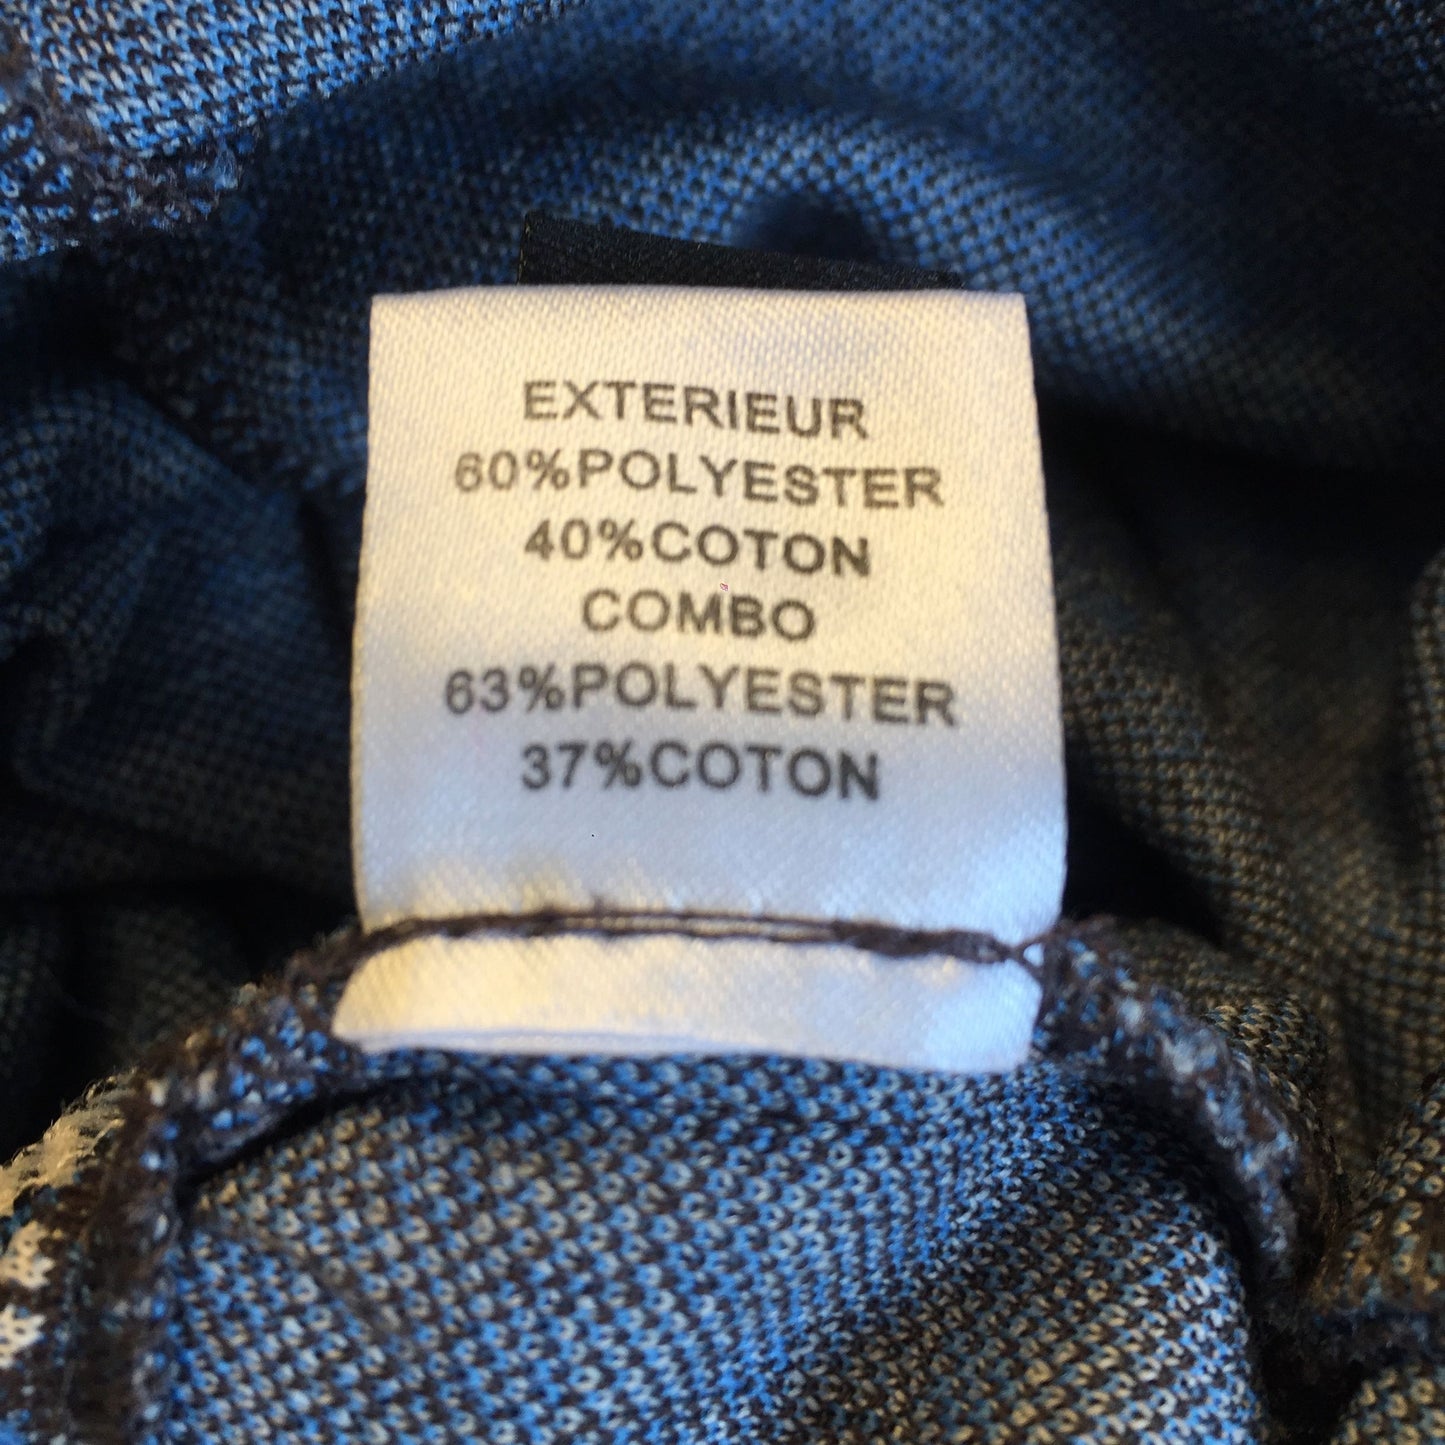 EXTERIEUR
60%POLYESTER
40%COTON
COMBO
63%POLYESTER
37%COTON